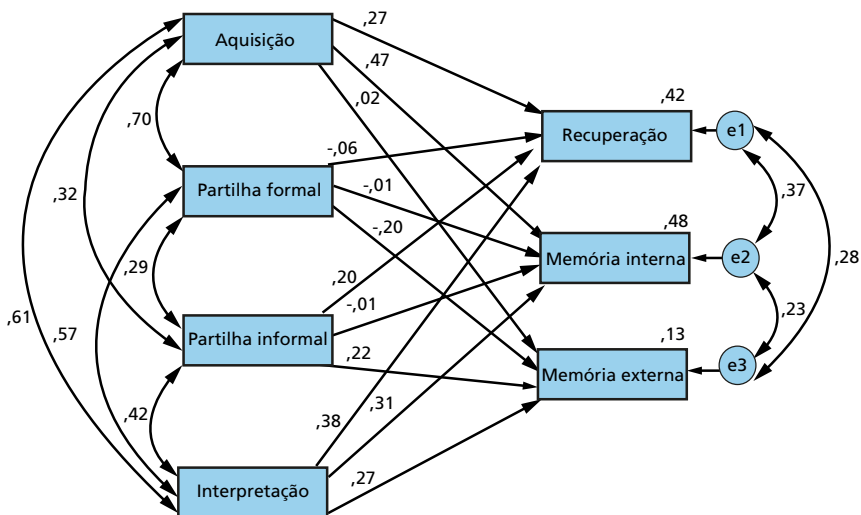 Aquisição
,27
,47
,02
,70
,42
Recuperação
e1
-,06
Partilha formal
-,01
-,20
,32
,37
,48
Memória interna
e2
,28
,29
,20
-,01
,61
,57
Partilha informal
,22
,23
,13
Memória externa
e3
,42
,38
,31
,27
Interpretação